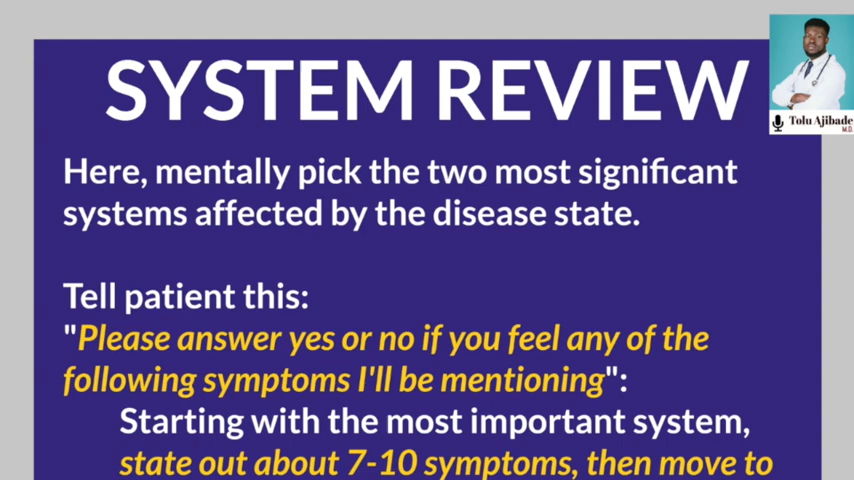 SYSTEM REVIEW
Tolu Ajibade
M.D.
Here, mentally pick the two most significant
systems affected by the disease state.
Tell patient this:
"Please answer yes or no if you feel any of the
following symptoms I'll be mentioning":
Starting with the most important system,
state out about 7-10 symptoms, then move to